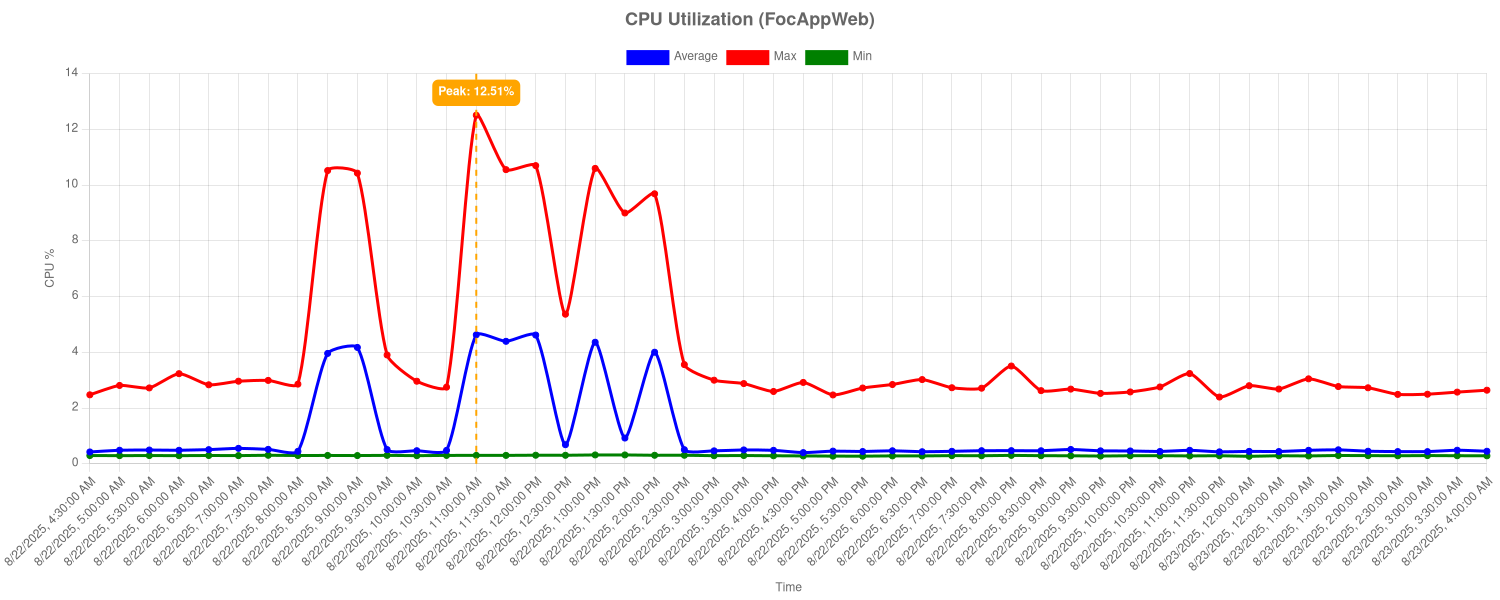 CPU Utilization (FocAppWeb)
Average Max Min
Peak: 12.51%
14
12
10
8
6
4
2
0
CPU %
8/22/2025, 4:30:00 AM
8/22/2025, 5:00:00 AM
8/22/2025, 5:30:00 AM
8/22/2025, 6:00:00 AM
8/22/2025, 6:30:00 AM
8/22/2025, 7:00:00 AM
8/22/2025, 7:30:00 AM
8/22/2025, 8:00:00 AM
8/22/2025, 8:30:00 AM
8/22/2025, 9:00:00 AM
8/22/2025, 9:30:00 AM
8/22/2025, 10:00:00 AM
8/22/2025, 10:30:00 AM
8/22/2025, 11:00:00 AM
8/22/2025, 11:30:00 AM
8/22/2025, 12:00:00 PM
8/22/2025, 12:30:00 PM
8/22/2025, 1:00:00 PM
8/22/2025, 1:30:00 PM
8/22/2025, 2:00:00 PM
8/22/2025, 2:30:00 PM
8/22/2025, 3:00:00 PM
8/22/2025, 3:30:00 PM
8/22/2025, 4:00:00 PM
8/22/2025, 4:30:00 PM
8/22/2025, 5:00:00 PM
8/22/2025, 5:30:00 PM
8/22/2025, 6:00:00 PM
8/22/2025, 6:30:00 PM
8/22/2025, 7:00:00 PM
8/22/2025, 7:30:00 PM
8/22/2025, 8:00:00 PM
8/22/2025, 8:30:00 PM
8/22/2025, 9:00:00 PM
8/22/2025, 9:30:00 PM
8/22/2025, 10:00:00 PM
8/22/2025, 10:30:00 PM
8/22/2025, 11:00:00 PM
8/22/2025, 11:30:00 PM
8/23/2025, 12:00:00 AM
8/23/2025, 12:30:00 AM
8/23/2025, 1:00:00 AM
8/23/2025, 1:30:00 AM
8/23/2025, 2:00:00 AM
8/23/2025, 2:30:00 AM
8/23/2025, 3:00:00 AM
8/23/2025, 3:30:00 AM
8/23/2025, 4:00:00 AM
Time